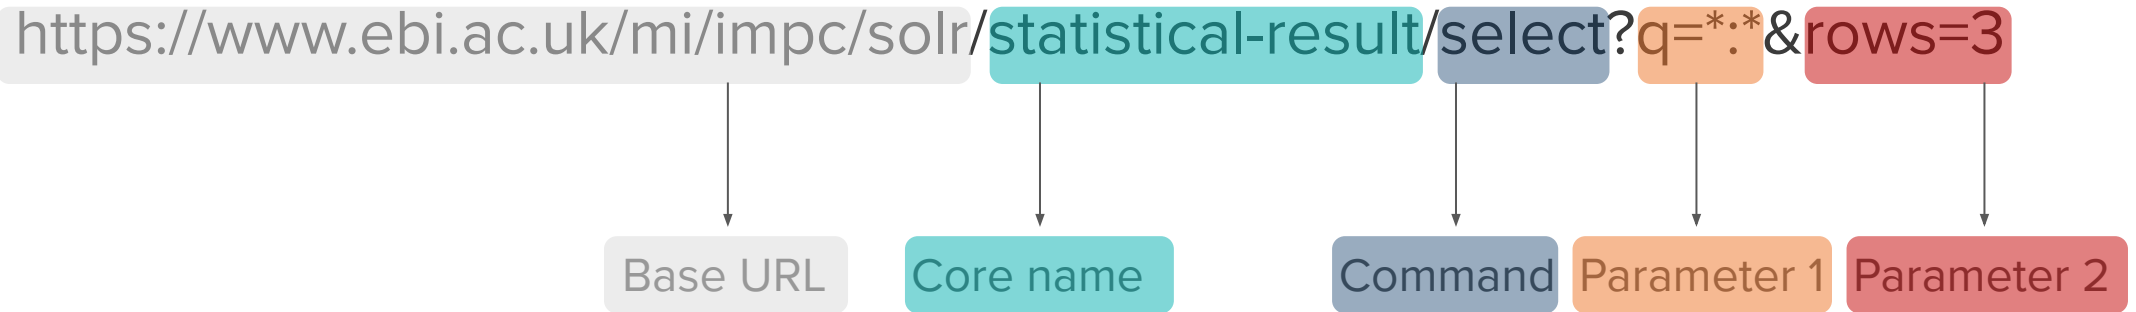 https://www.ebi.ac.uk/mi/impc/solr/statistical-result/select?q=*:*&rows=3
Base URL
Core name
Command
Parameter 1
Parameter 2